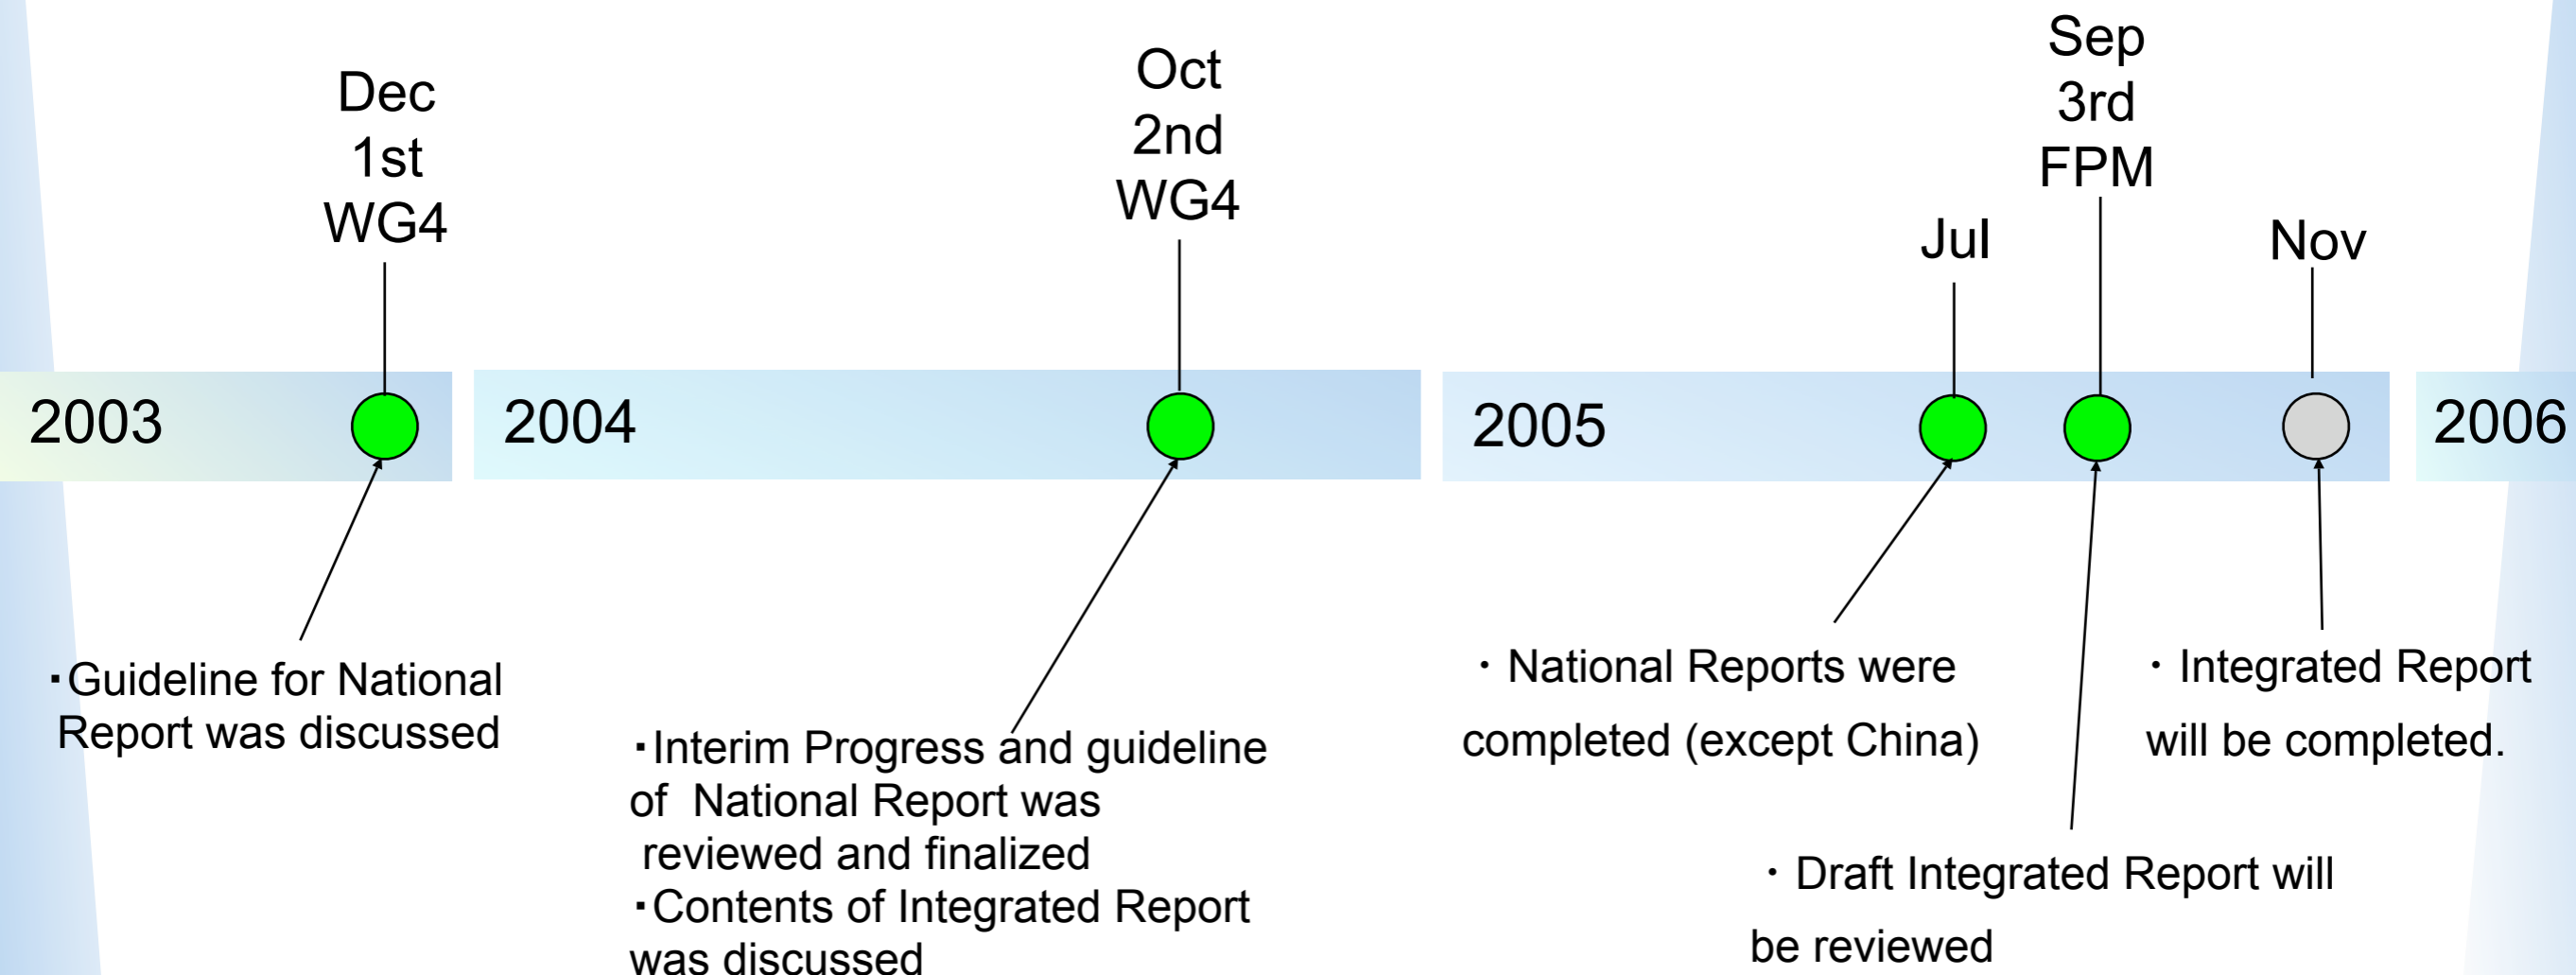 Dec
1st
WG4
Oct
2nd
WG4
Sep
3rd
FPM
Jul
Nov
2003
2004
2005
2006
▪Guideline for National
Report was discussed
▪Interim Progress and guideline
of National Report was
reviewed and finalized
▪Contents of Integrated Report
was discussed
・National Reports were
completed (except China)
・Draft Integrated Report will
be reviewed
・Integrated Report
will be completed.